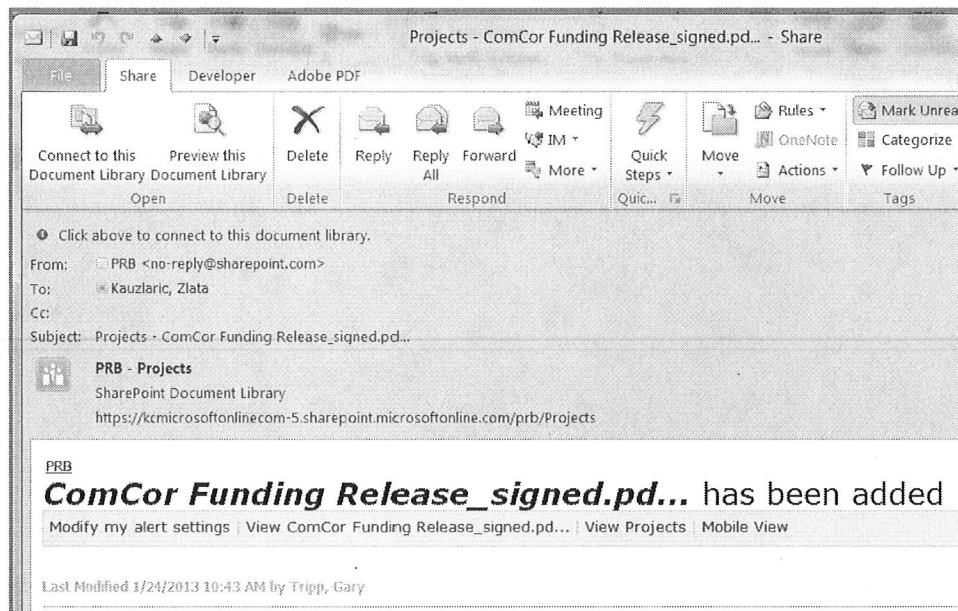 Projects - ComCor Funding Release_signed.pd... - Share
File Share Developer Adobe PDF
Connect to this Document Library
Preview this Document Library
Open
Delete
Delete
Reply
Reply All
Forward
Meeting
IM
More
Respond
Quick Steps
Quic...
Move
Rules
OneNote
Actions
Move
Mark Unrea
Categorize
Follow Up
Tags
Click above to connect to this document library.
From: PRB <no-reply@sharepoint.com>
To: Kauzlaric, Zlata
Cc:
Subject: Projects - ComCor Funding Release_signed.pd...
PRB - Projects
SharePoint Document Library
https://kcmicrosoftonlinecom-5.sharepoint.microsoftonline.com/prb/Projects
PRB
ComCor Funding Release_signed.pd... has been added
Modify my alert settings | View ComCor Funding Release_signed.pd... | View Projects | Mobile View
Last Modified 1/24/2013 10:43 AM by Tripp, Gary